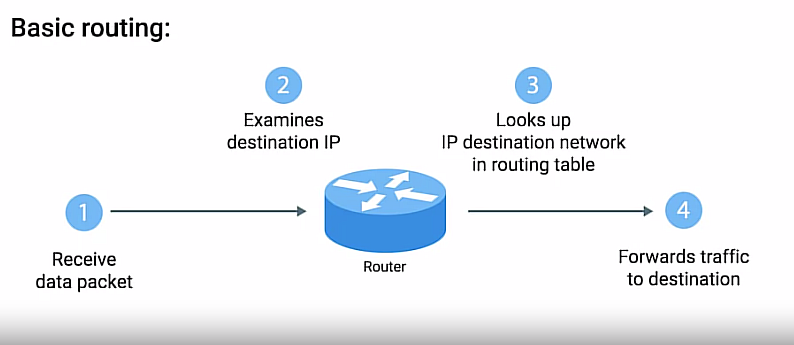 Basic routing:
1
Receive
data packet
2
Examines
destination IP
Router
3
Looks up
IP destination network
in routing table
4
Forwards traffic
to destination